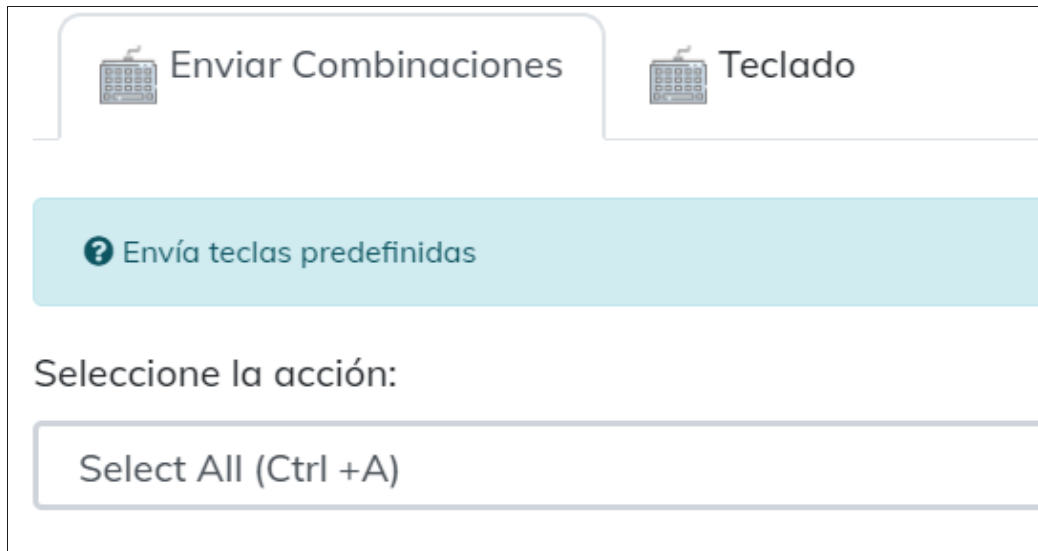 Enviar Combinaciones Teclado
Envía teclas predefinidas
Seleccione la acción:
Select All (Ctrl +A)